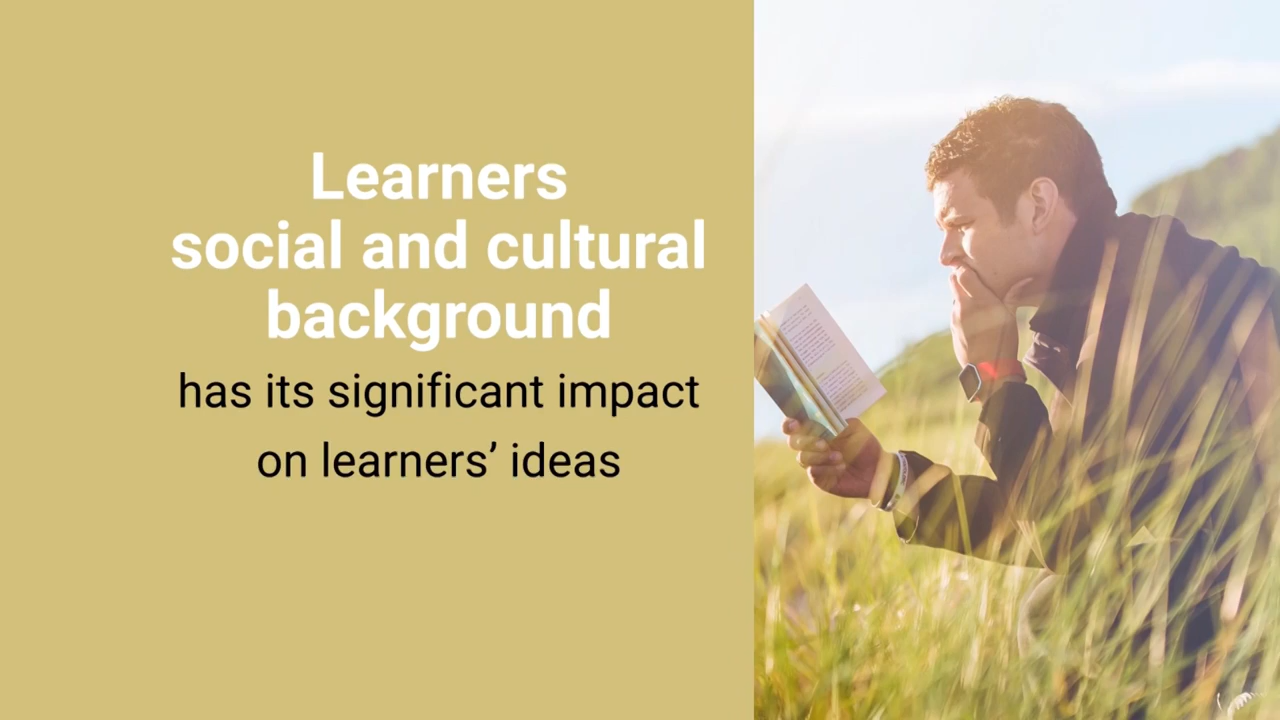 Learners
social and cultural
background
has its significant impact
on learners’ ideas